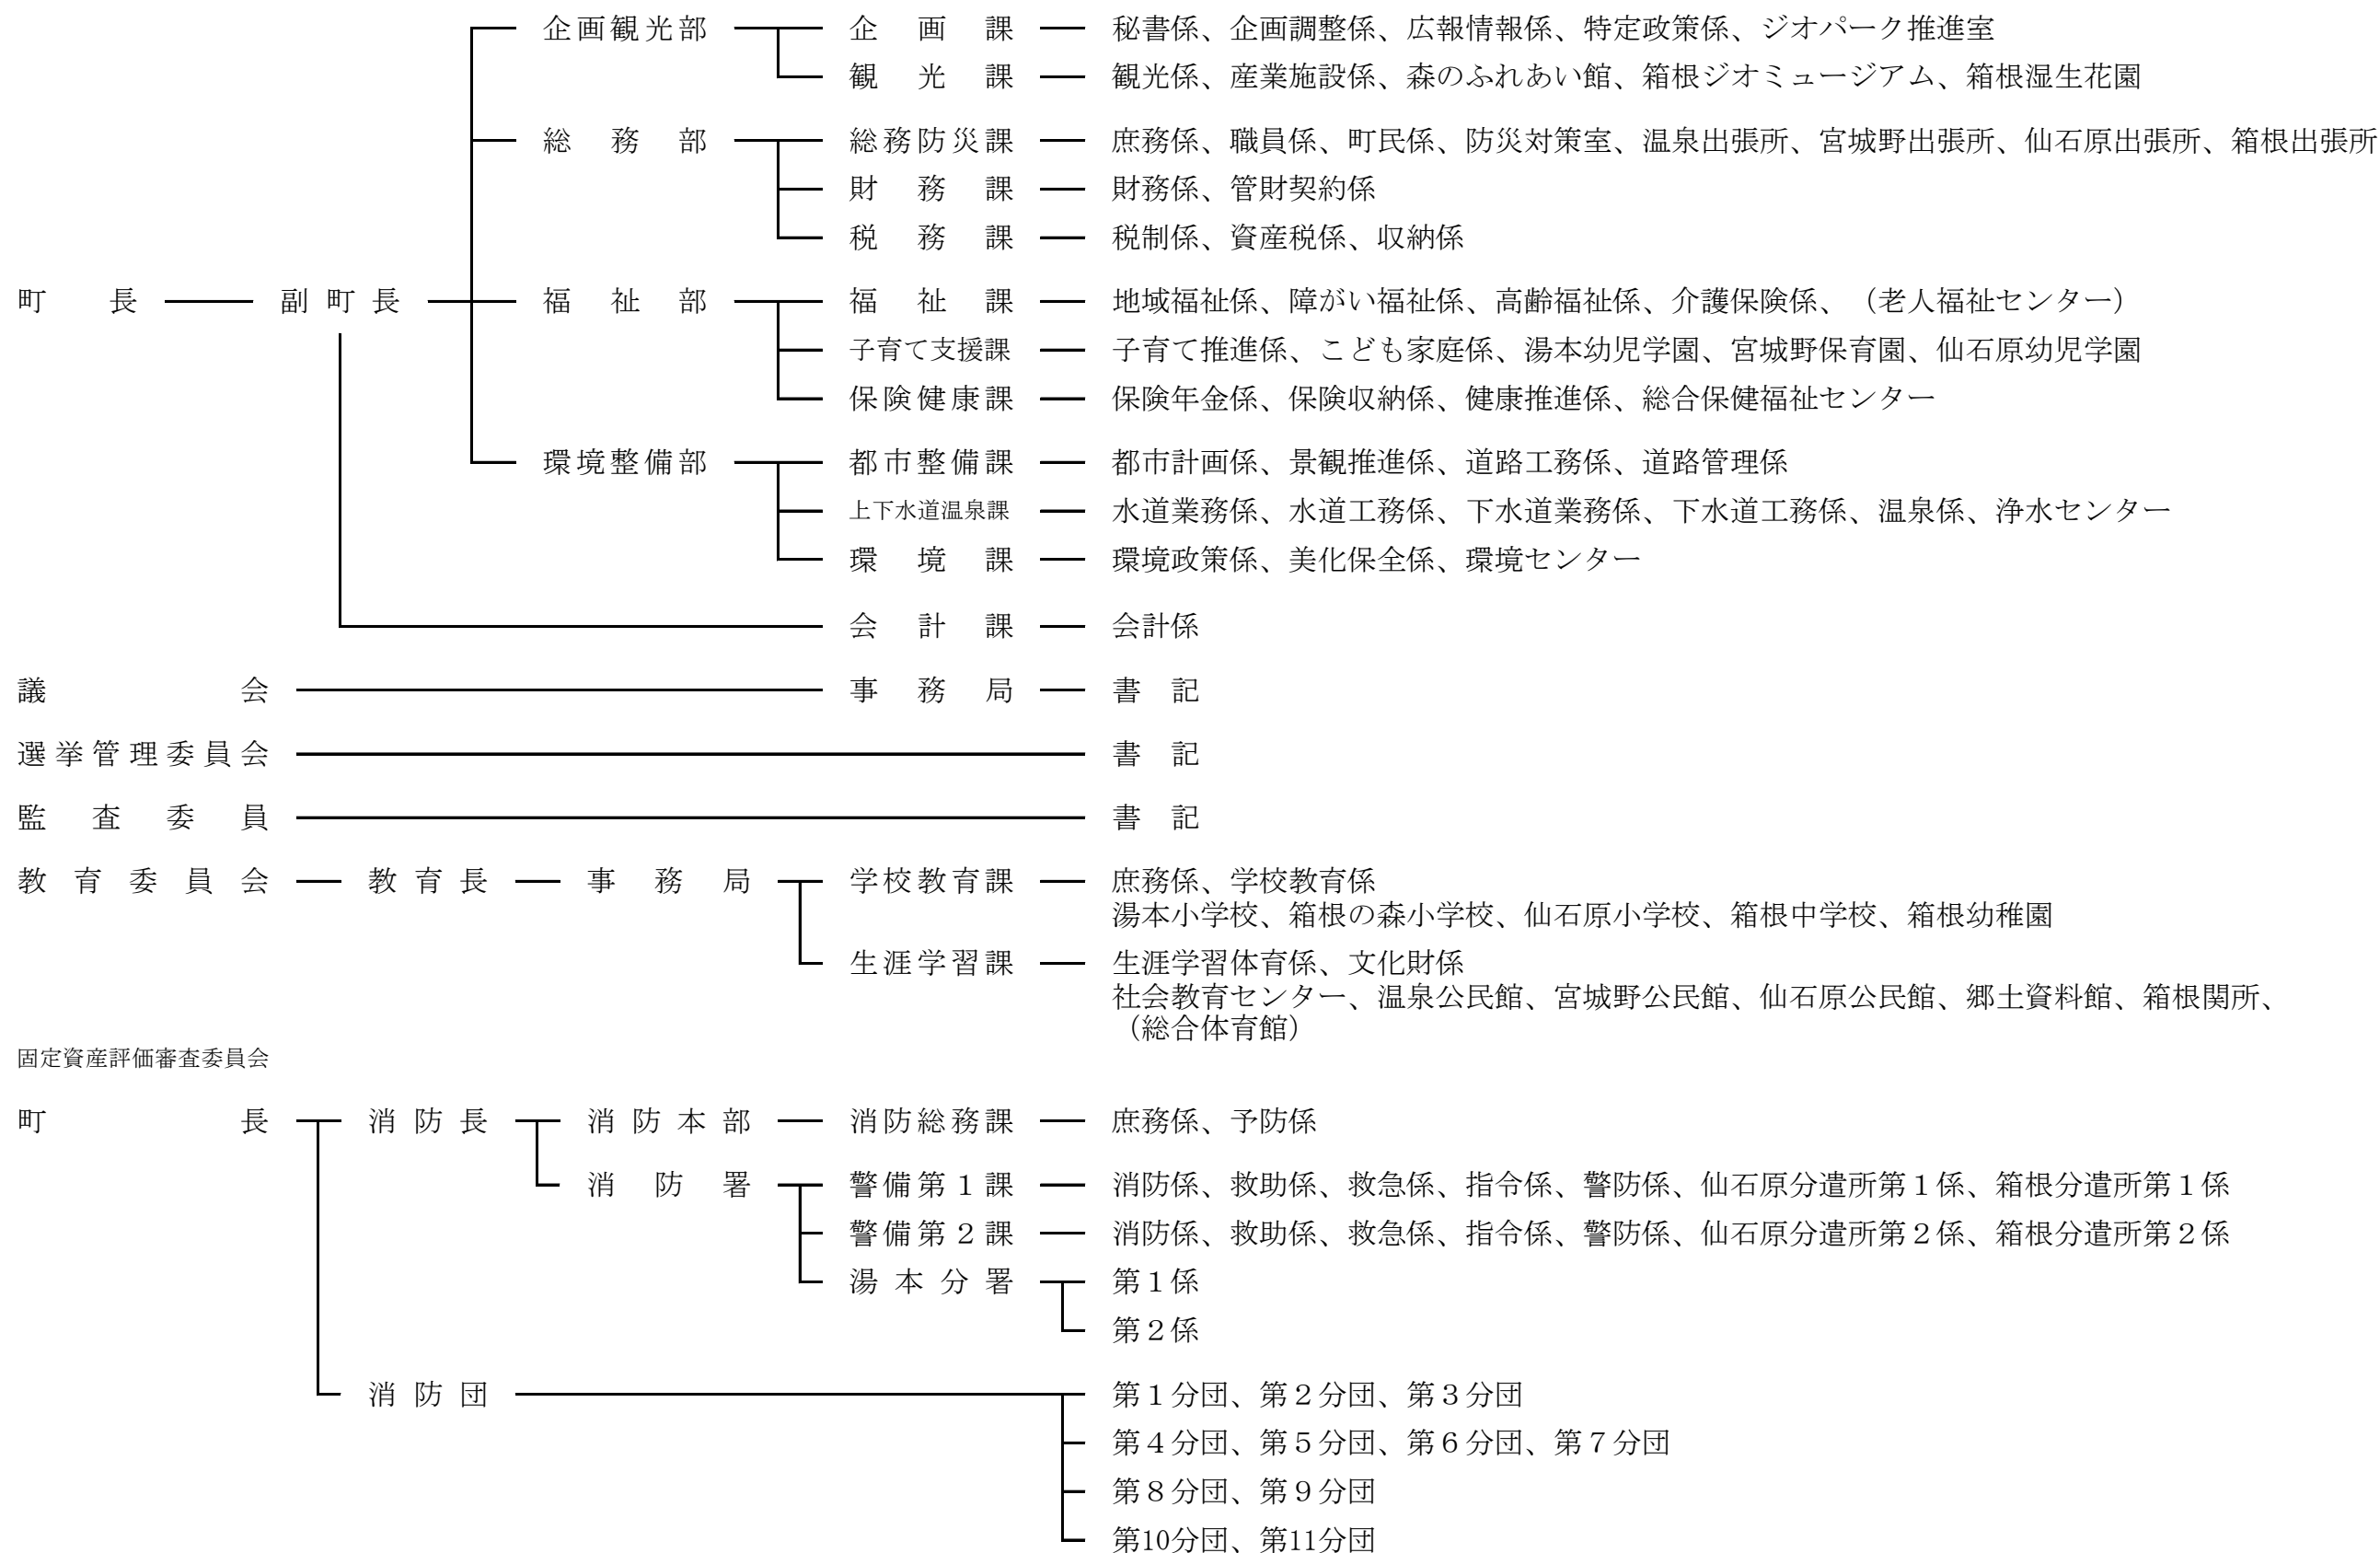 企画観光部 企画課 秘書係、企画調整係、広報情報係、特定政策係、ジオパーク推進室
観光課 観光係、産業施設係、森のふれあい館、箱根ジオミュージアム、箱根湿生花園
総務部 総務防災課 庶務係、職員係、町民係、防災対策室、温泉出張所、宮城野出張所、仙石原出張所、箱根出張所
財務課 財務係、管財契約係
税務課 税制係、資産税係、収納係
町長 副町長 福祉部 福祉課 地域福祉係、障がい福祉係、高齢福祉係、介護保険係、（老人福祉センター）
子育て支援課 子育て推進係、こども家庭係、湯本幼児学園、宮城野保育園、仙石原幼児学園
保険健康課 保険年金係、保険収納係、健康推進係、総合保健福祉センター
環境整備部 都市整備課 都市計画係、景観推進係、道路工務係、道路管理係
上下水道温泉課 水道業務係、水道工務係、下水道業務係、下水道工務係、温泉係、浄水センター
環境課 環境政策係、美化保全係、環境センター
会計課 会計係
議会 事務局 書記
選挙管理委員会 書記
監査委員 書記
教育委員会 教育長 事務局 学校教育課 庶務係、学校教育係
湯本小学校、箱根の森小学校、仙石原小学校、箱根中学校、箱根幼稚園
生涯学習課 生涯学習体育係、文化財係
社会教育センター、温泉公民館、宮城野公民館、仙石原公民館、郷土資料館、箱根関所、
（総合体育館）
固定資産評価審査委員会
町長 消防長 消防本部 消防総務課 庶務係、予防係
消防署 警備第１課 消防係、救助係、救急係、指令係、警防係、仙石原分遣所第１係、箱根分遣所第１係
警備第２課 消防係、救助係、救急係、指令係、警防係、仙石原分遣所第２係、箱根分遣所第２係
湯本分署 第１係
第２係
消防団 第１分団、第２分団、第３分団
第４分団、第５分団、第６分団、第７分団
第８分団、第９分団
第10分団、第11分団